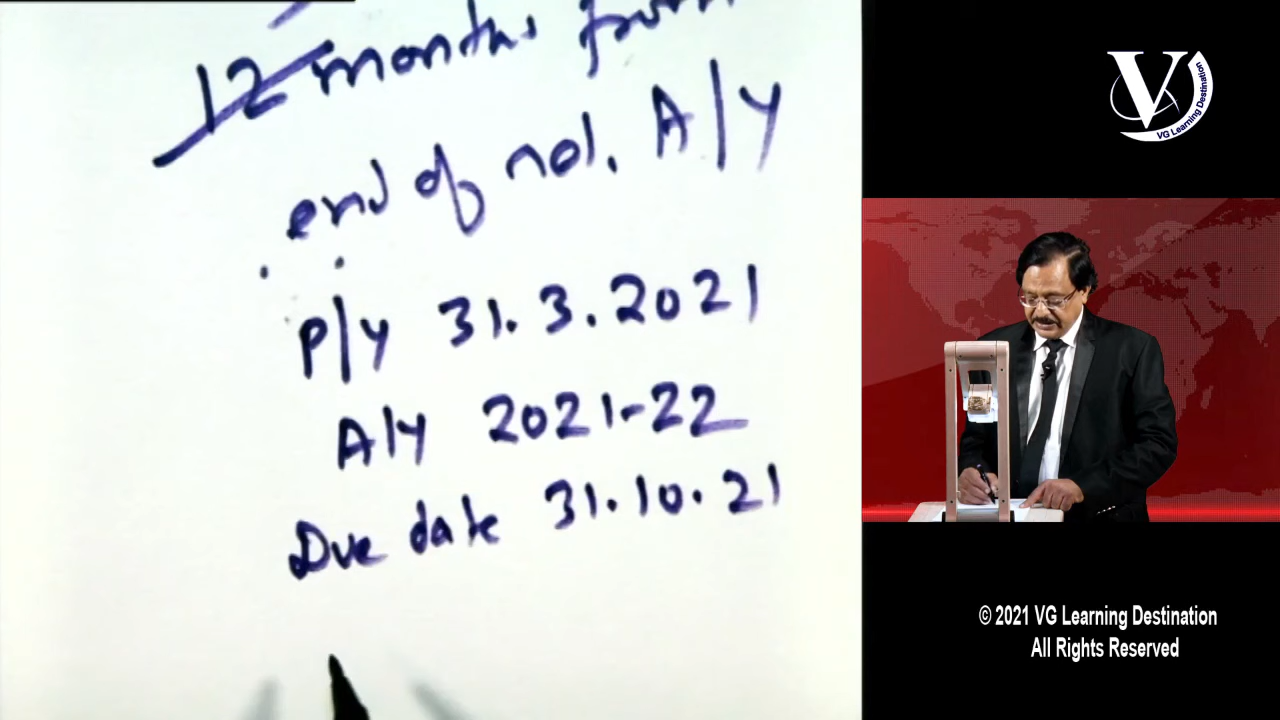 12 months from
end of rel. A/Y
P/Y 31.3.2021
A/Y 2021-22
Due date 31.10.21
V
VG Learning Destination
© 2021 VG Learning Destination
All Rights Reserved